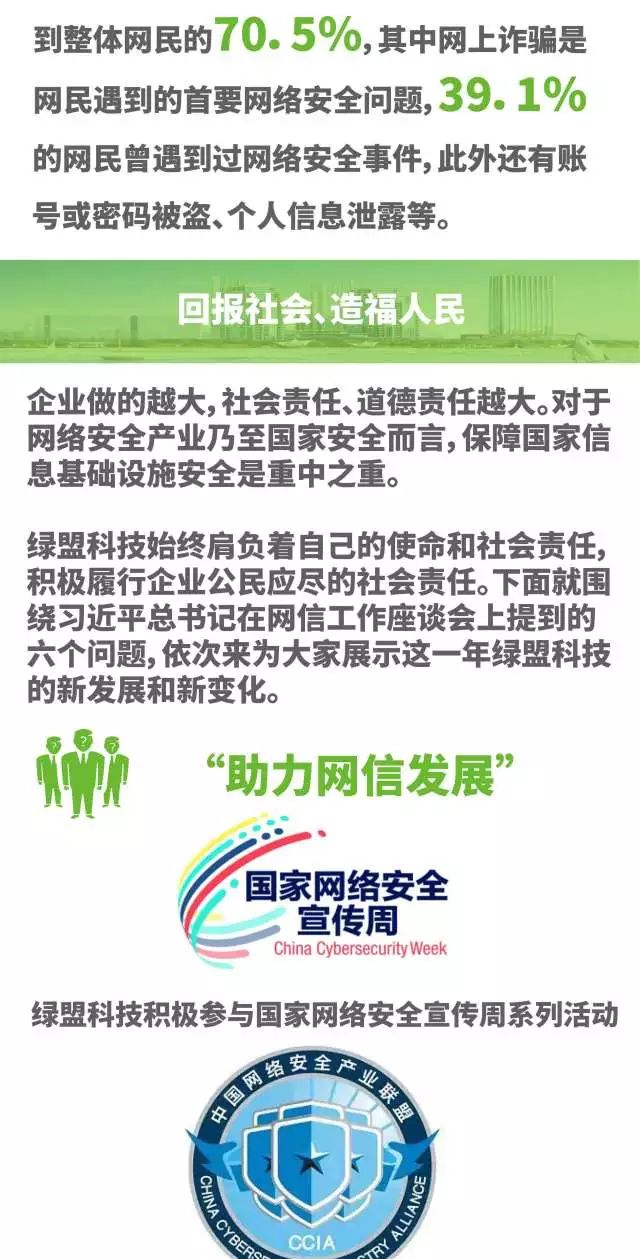 到整体网民的70.5%,其中网上诈骗是
网民遇到的首要网络安全问题,39.1%
的网民曾遇到过网络安全事件,此外还有账
号或密码被盗、个人信息泄露等。
回报社会、造福人民
企业做的越大,社会责任、道德责任越大。对于
网络安全产业乃至国家安全而言,保障国家信
息基础设施安全是重中之重。
绿盟科技始终肩负着自己的使命和社会责任,
积极履行企业公民应尽的社会责任。下面就围
绕习近平总书记在网信工作座谈会上提到的
六个问题,依次来为大家展示这一年绿盟科技
的新发展和新变化。
? ? ?
“助力网信发展”
国家网络安全
宣传周
China Cybersecurity Week
绿盟科技积极参与国家网络安全宣传周系列活动
中国网络安全产业联盟
CCIA
CHINA CYBERS
STRY ALLIANCE